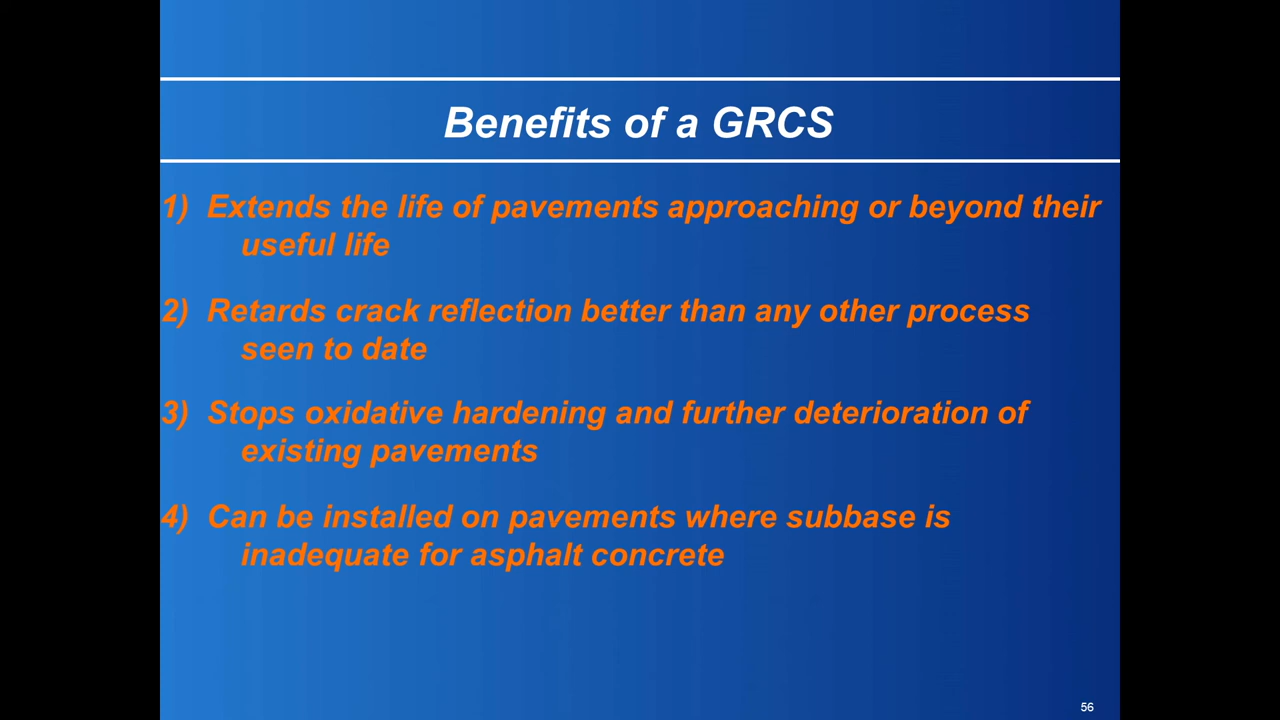 Benefits of a GRCS
1) Extends the life of pavements approaching or beyond their
useful life
2) Retards crack reflection better than any other process
seen to date
3) Stops oxidative hardening and further deterioration of
existing pavements
4) Can be installed on pavements where subbase is
inadequate for asphalt concrete
56